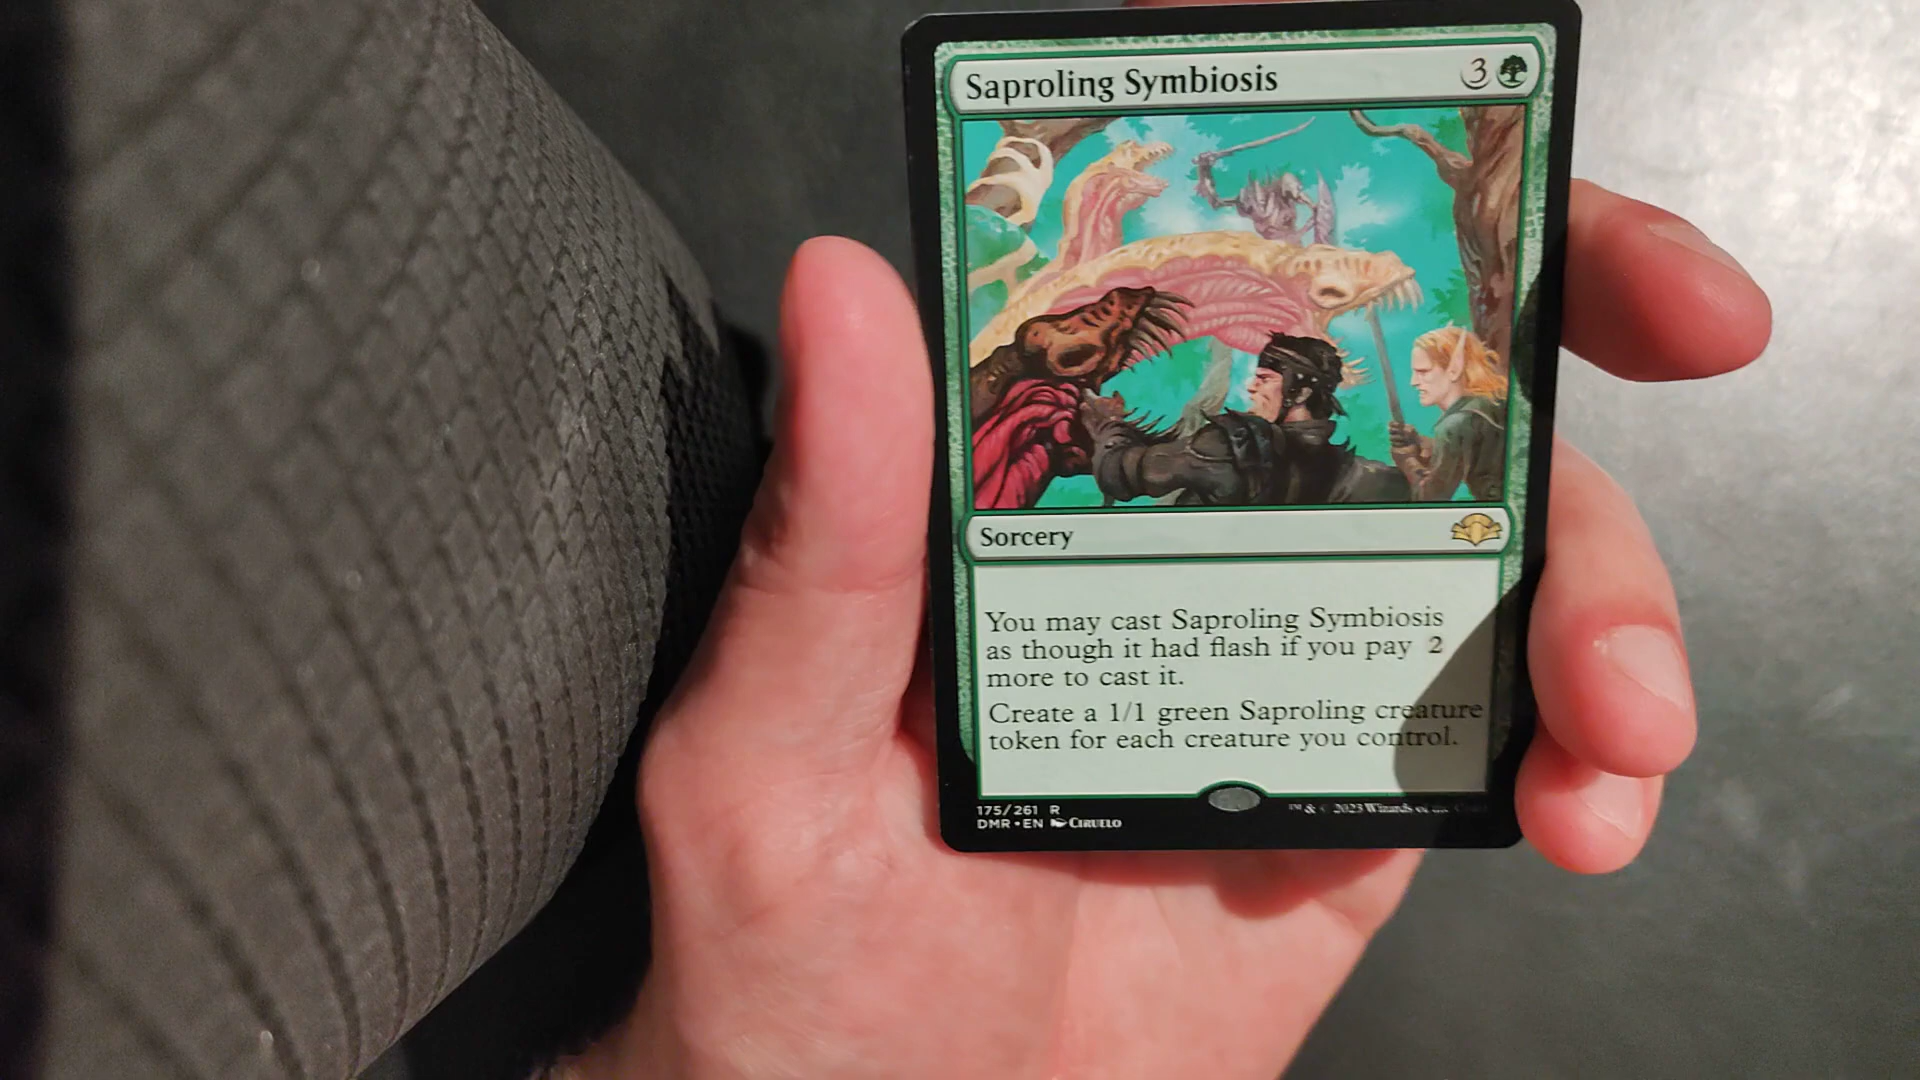 Saproling Symbiosis 3
Sorcery
You may cast Saproling Symbiosis
as though it had flash if you pay 2
more to cast it.
Create a 1/1 green Saproling creature
token for each creature you control.
175/261 R
DMR • EN CIRUELO
™ & © 2023 Wizards of